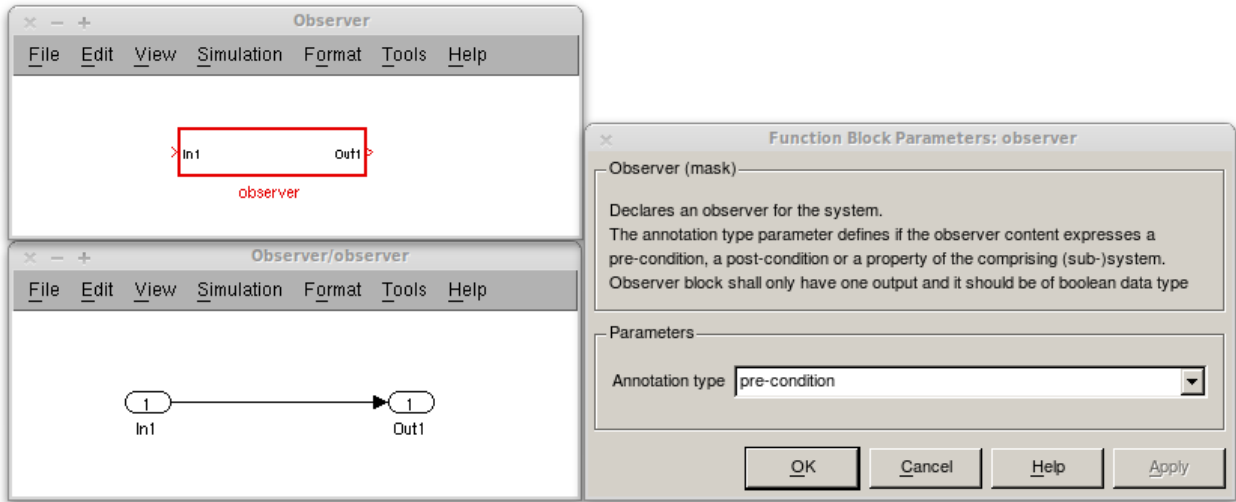 Observer
File Edit View Simulation Format Tools Help
In1 Out1
observer
Observer/observer
File Edit View Simulation Format Tools Help
1 1
In1 Out1
Function Block Parameters: observer
Observer (mask)
Declares an observer for the system.
The annotation type parameter defines if the observer content expresses a
pre-condition, a post-condition or a property of the comprising (sub-)system.
Observer block shall only have one output and it should be of boolean data type
Parameters
Annotation type pre-condition
OK Cancel Help Apply